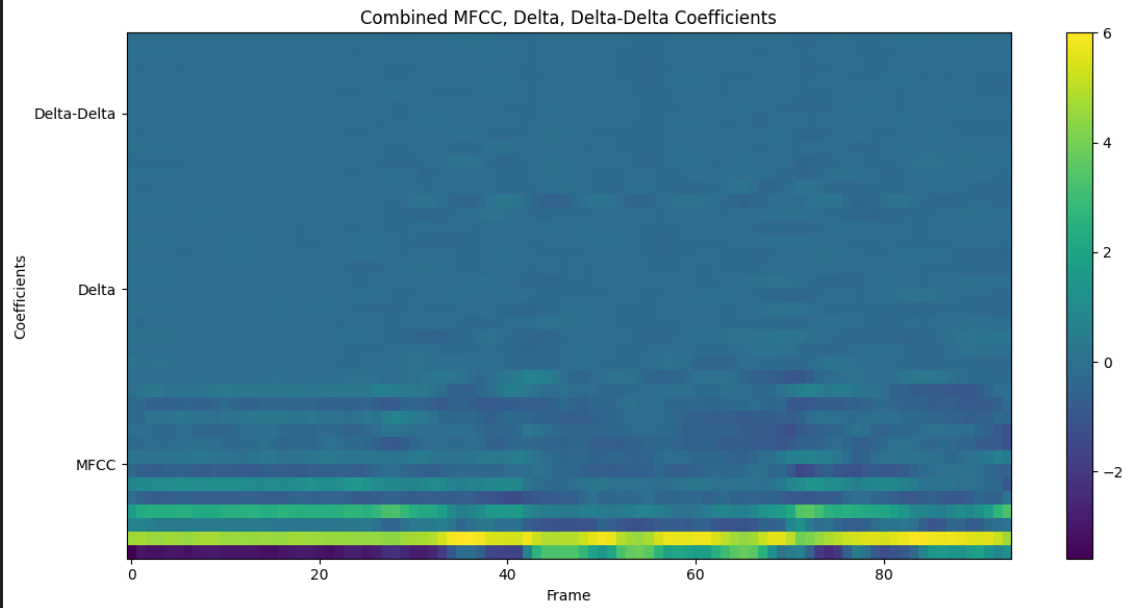 Combined MFCC, Delta, Delta-Delta Coefficients
Coefficients
Delta-Delta
Delta
MFCC
0
20
40
60
80
Frame
6
4
2
0
−2